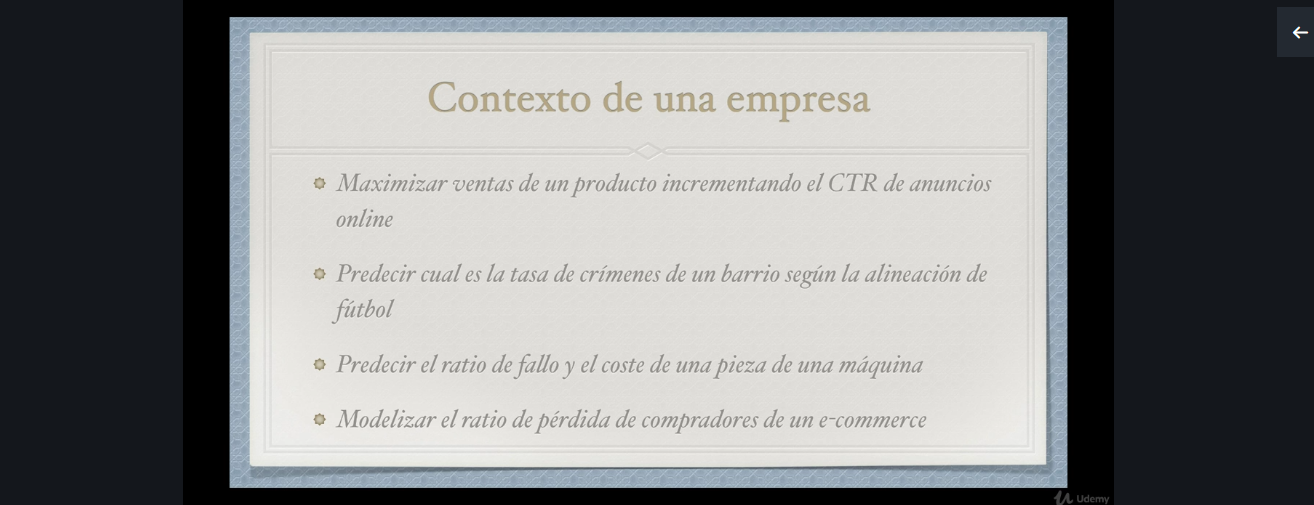 Contexto de una empresa
Maximizar ventas de un producto incrementando el CTR de anuncios
online
Predecir cual es la tasa de crímenes de un barrio según la alineación de
fútbol
Predecir el ratio de fallo y el coste de una pieza de una máquina
Modelizar el ratio de pérdida de compradores de un e-commerce
Udemy